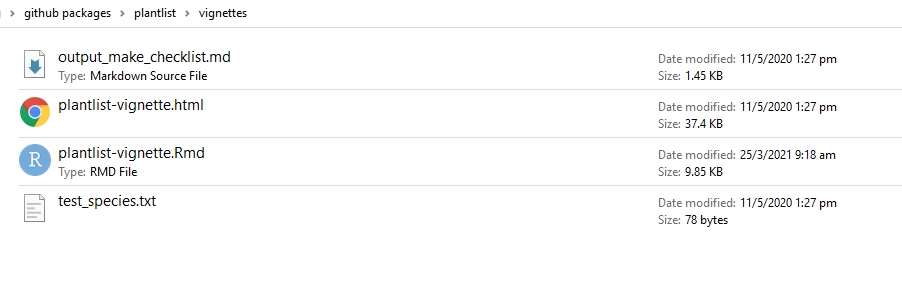 › github packages › plantlist › vignettes
output_make_checklist.md
Type: Markdown Source File
Date modified: 11/5/2020 1:27 pm
Size: 1.45 KB
plantlist-vignette.html
Date modified: 11/5/2020 1:27 pm
Size: 37.4 KB
R
plantlist-vignette.Rmd
Type: RMD File
Date modified: 25/3/2021 9:18 am
Size: 9.85 KB
test_species.txt
Date modified: 11/5/2020 1:27 pm
Size: 78 bytes